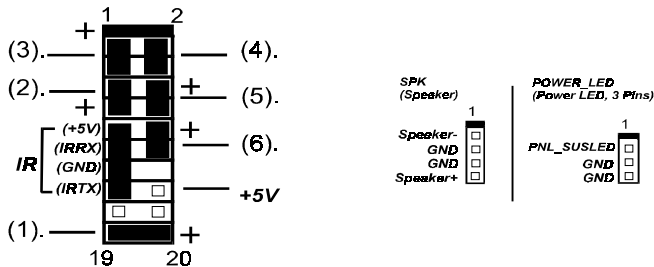 1 2
+
(3). (4).
(2). + (5).
+
(+5V) +
IR (IRRX) (6).
(GND)
(IRTX) +5V
(1). +
19 20
SPK
(Speaker)
1
Speaker-
GND
GND
Speaker+
POWER_LED
(Power LED, 3 Pins)
1
PNL_SUSLED
GND
GND